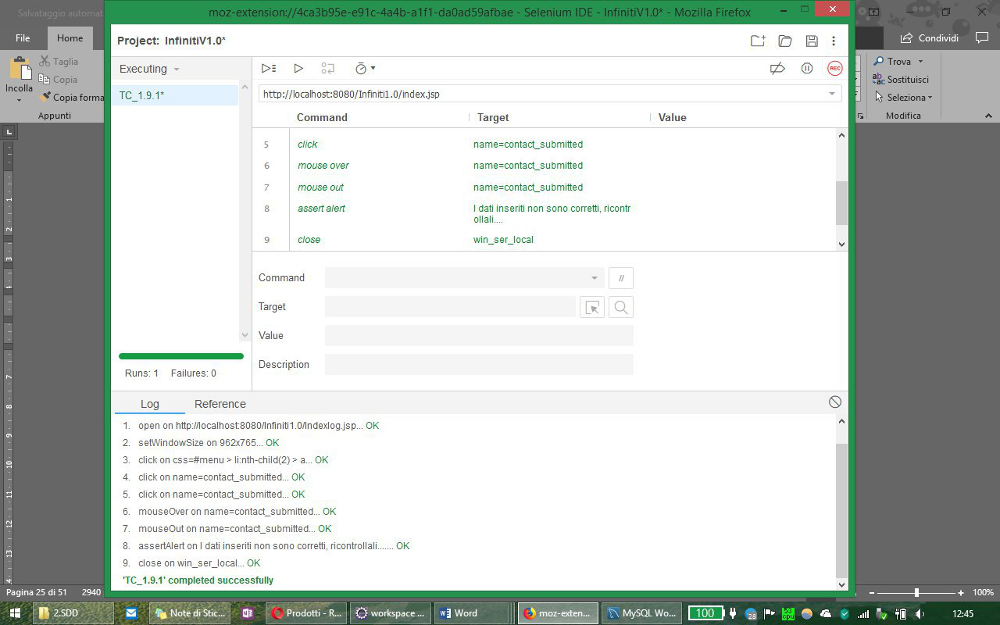 Salvataggio automat
moz-extension://4ca3b95e-e91c-4a4b-a1f1-da0ad59afbae - Selenium IDE - InfinitiV1.0* - Mozilla Firefox
File
Home
Condividi
Project: InfinitiV1.0*
Taglia
Copia
Copia forma
Incolla
Appunti
Trova
Sostituisci
Seleziona
Modifica
Executing
REC
TC_1.9.1*
http://localhost:8080/Infiniti1.0/index.jsp
Command Target Value
5 click name=contact_submitted
6 mouse over name=contact_submitted
7 mouse out name=contact_submitted
8 assert alert I dati inseriti non sono corretti, ricontr
ollali....
9 close win_ser_local
Command
//
Target
Value
Description
Runs: 1 Failures: 0
Log Reference
1. open on http://localhost:8080/Infiniti1.0/Indexlog.jsp... OK
2. setWindowSize on 962x765... OK
3. click on css=#menu > li:nth-child(2) > a... OK
4. click on name=contact_submitted... OK
5. click on name=contact_submitted... OK
6. mouseOver on name=contact_submitted... OK
7. mouseOut on name=contact_submitted... OK
8. assertAlert on I dati inseriti non sono corretti, ricontrollali....... OK
9. close on win_ser_local... OK
'TC_1.9.1' completed successfully
Pagina 25 di 51 2940
100%
2.SDD
Note di Stic...
Prodotti - R...
workspace ...
Word
moz-exten...
MySQL Wo...
100
28
12:45